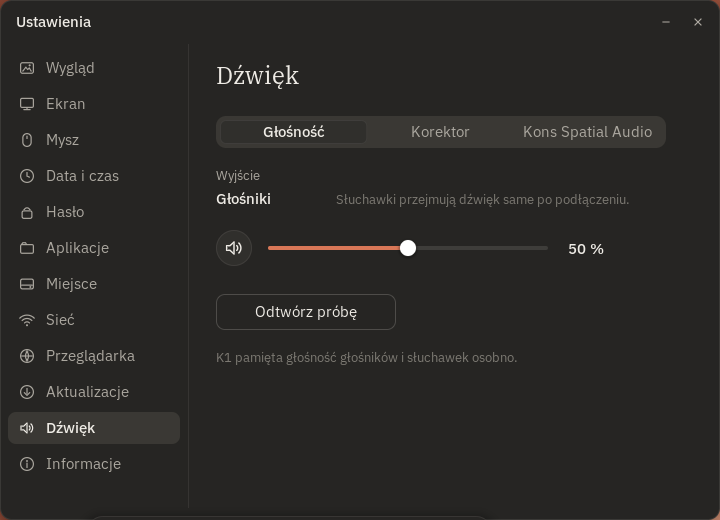 Ustawienia
Wygląd
Ekran
Mysz
Data i czas
Hasło
Aplikacje
Miejsce
Sieć
Przeglądarka
Aktualizacje
Dźwięk
Informacje
Dźwięk
Głośność Korektor Kons Spatial Audio
Wyjście
Głośniki Słuchawki przejmują dźwięk same po podłączeniu.
50 %
Odtwórz próbę
K1 pamięta głośność głośników i słuchawek osobno.